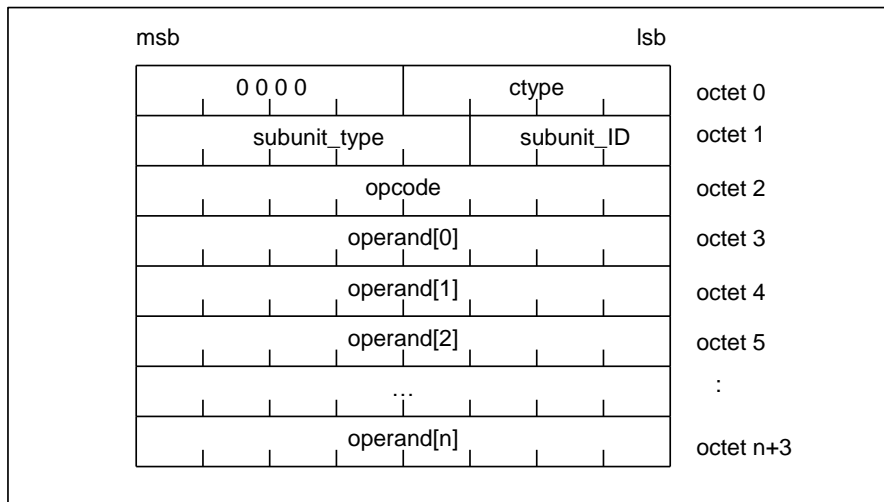 msb lsb
0 0 0 0 ctype octet 0
subunit_type subunit_ID octet 1
opcode octet 2
operand[0] octet 3
operand[1] octet 4
operand[2] octet 5
... :
operand[n] octet n+3